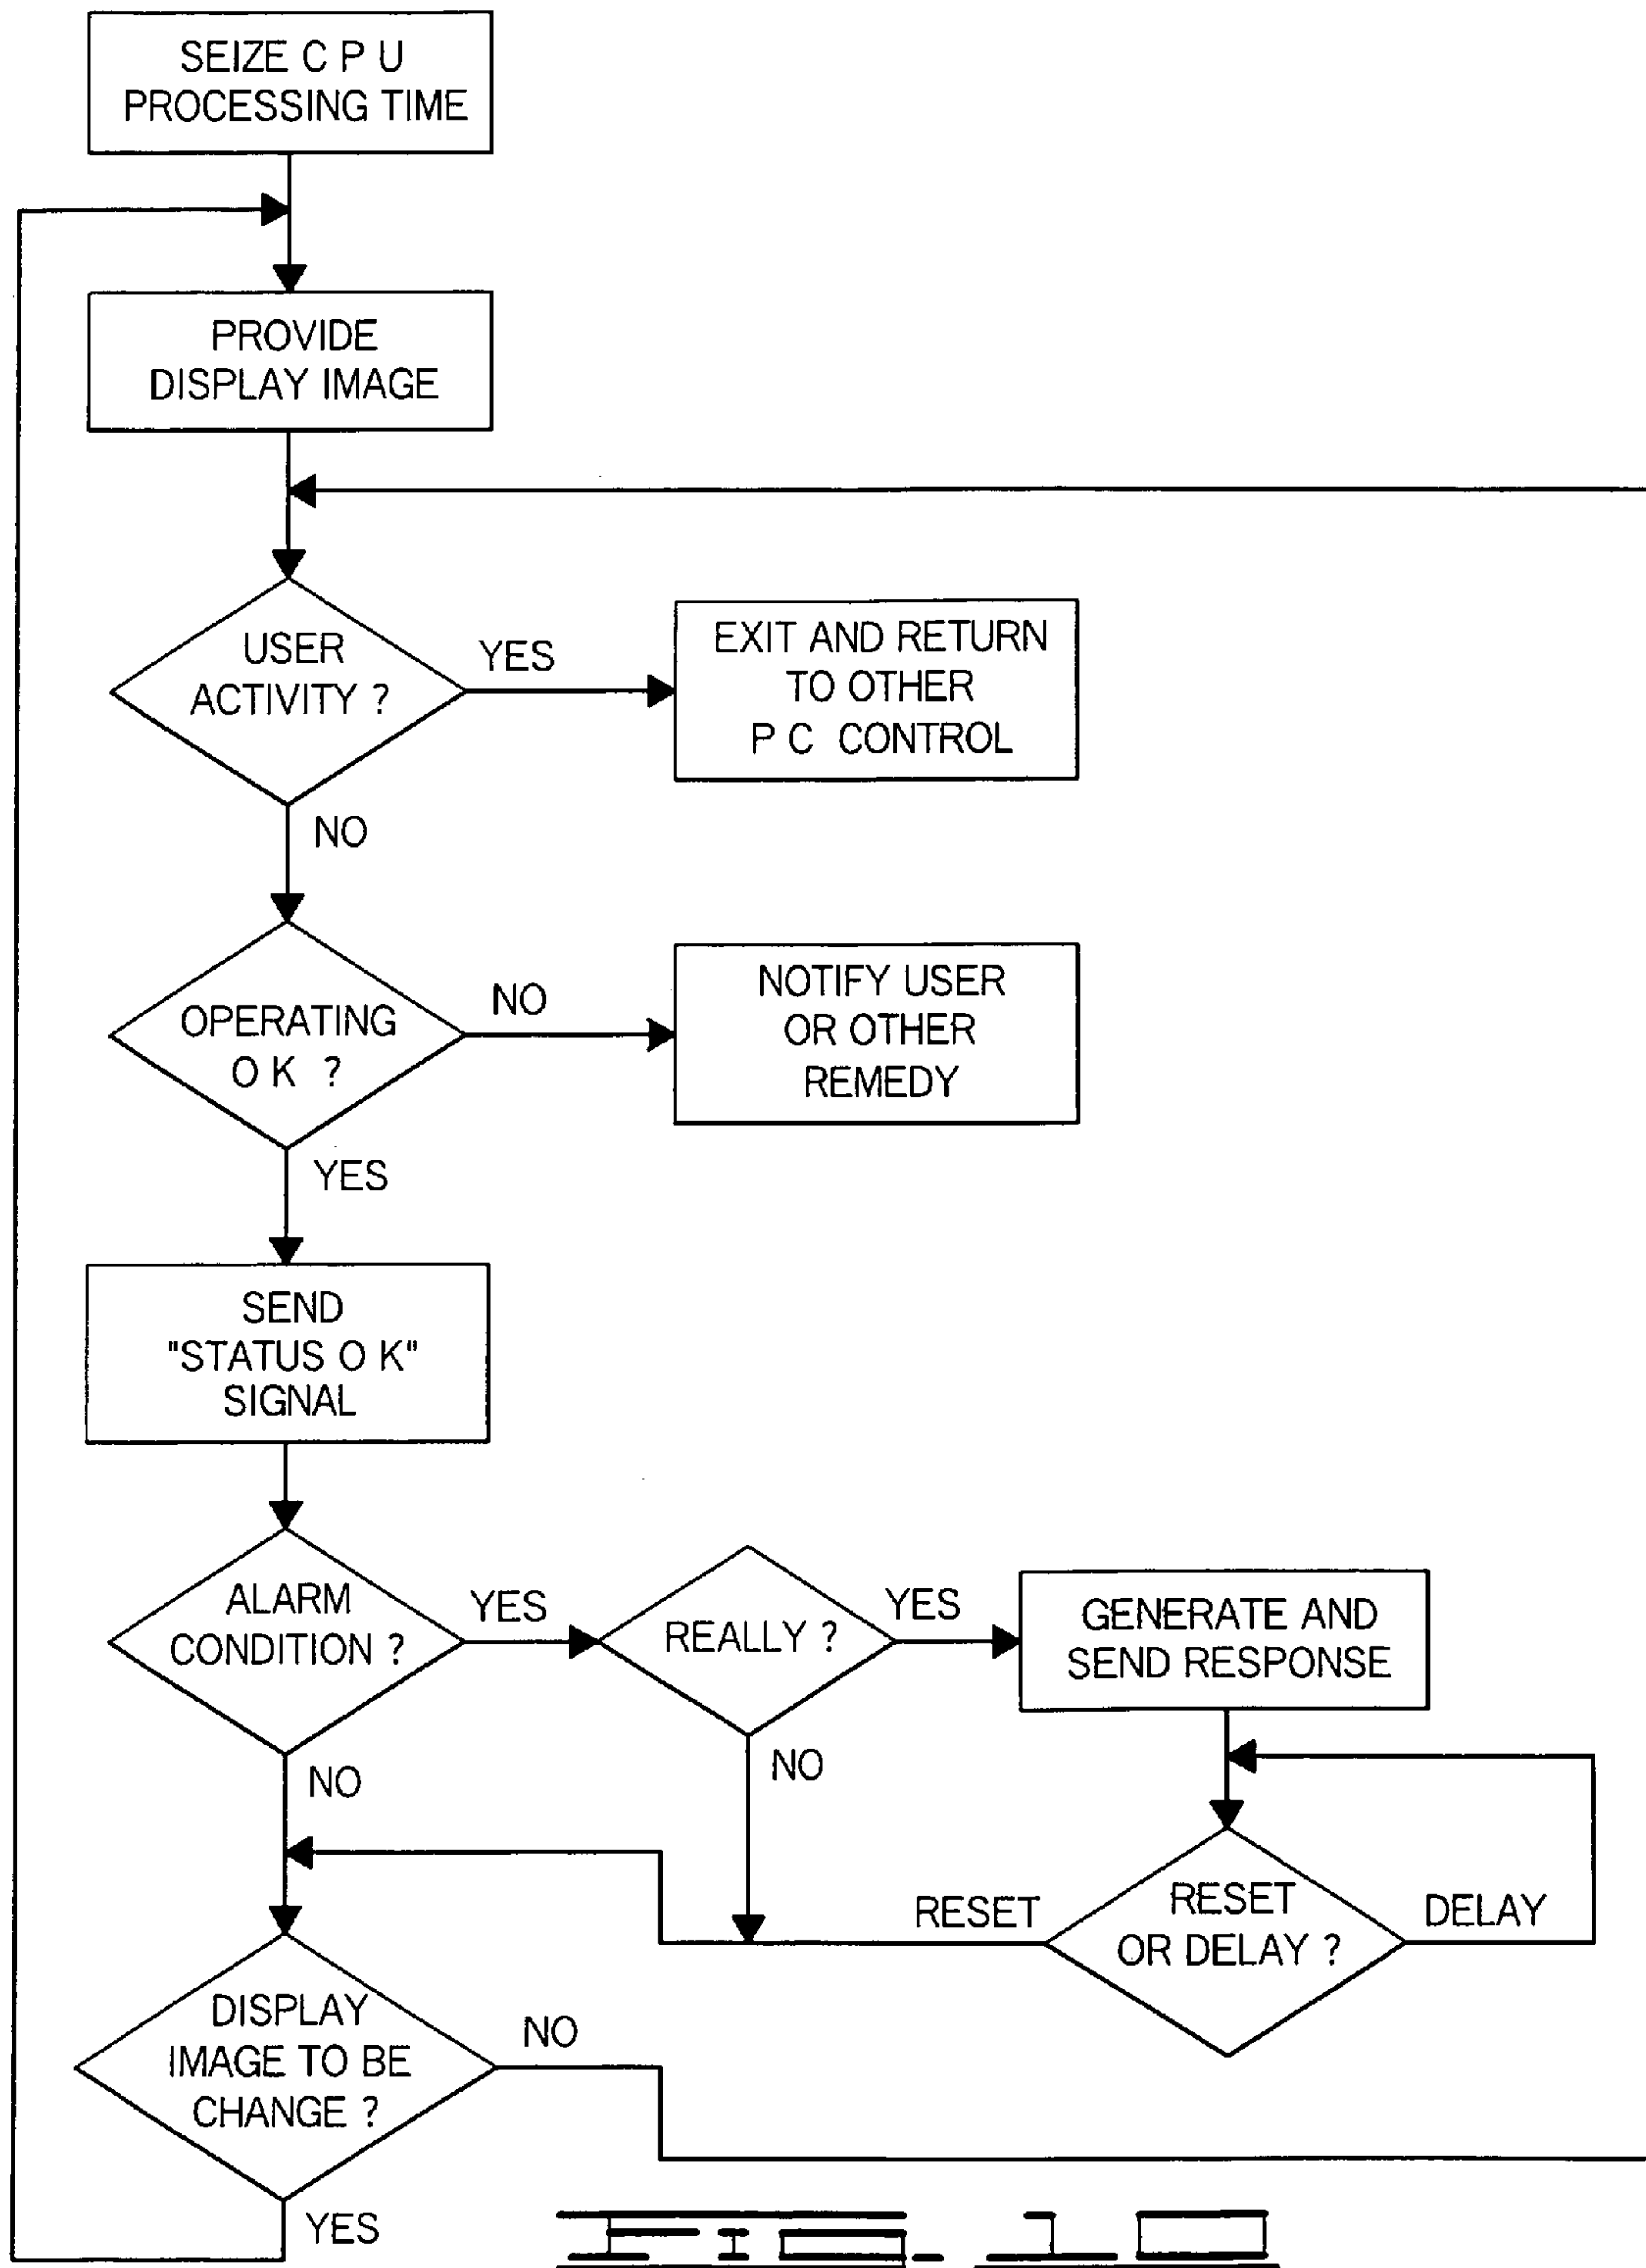 SEIZE C P U
PROCESSING TIME
PROVIDE
DISPLAY IMAGE
USER
ACTIVITY ?
YES
EXIT AND RETURN
TO OTHER
P C CONTROL
NO
OPERATING
O K ?
NO
NOTIFY USER
OR OTHER
REMEDY
YES
SEND
"STATUS O K"
SIGNAL
ALARM
CONDITION ?
YES
REALLY ?
YES
GENERATE AND
SEND RESPONSE
NO
NO
RESET
RESET
OR DELAY ?
DELAY
DISPLAY
IMAGE TO BE
CHANGE ?
NO
YES